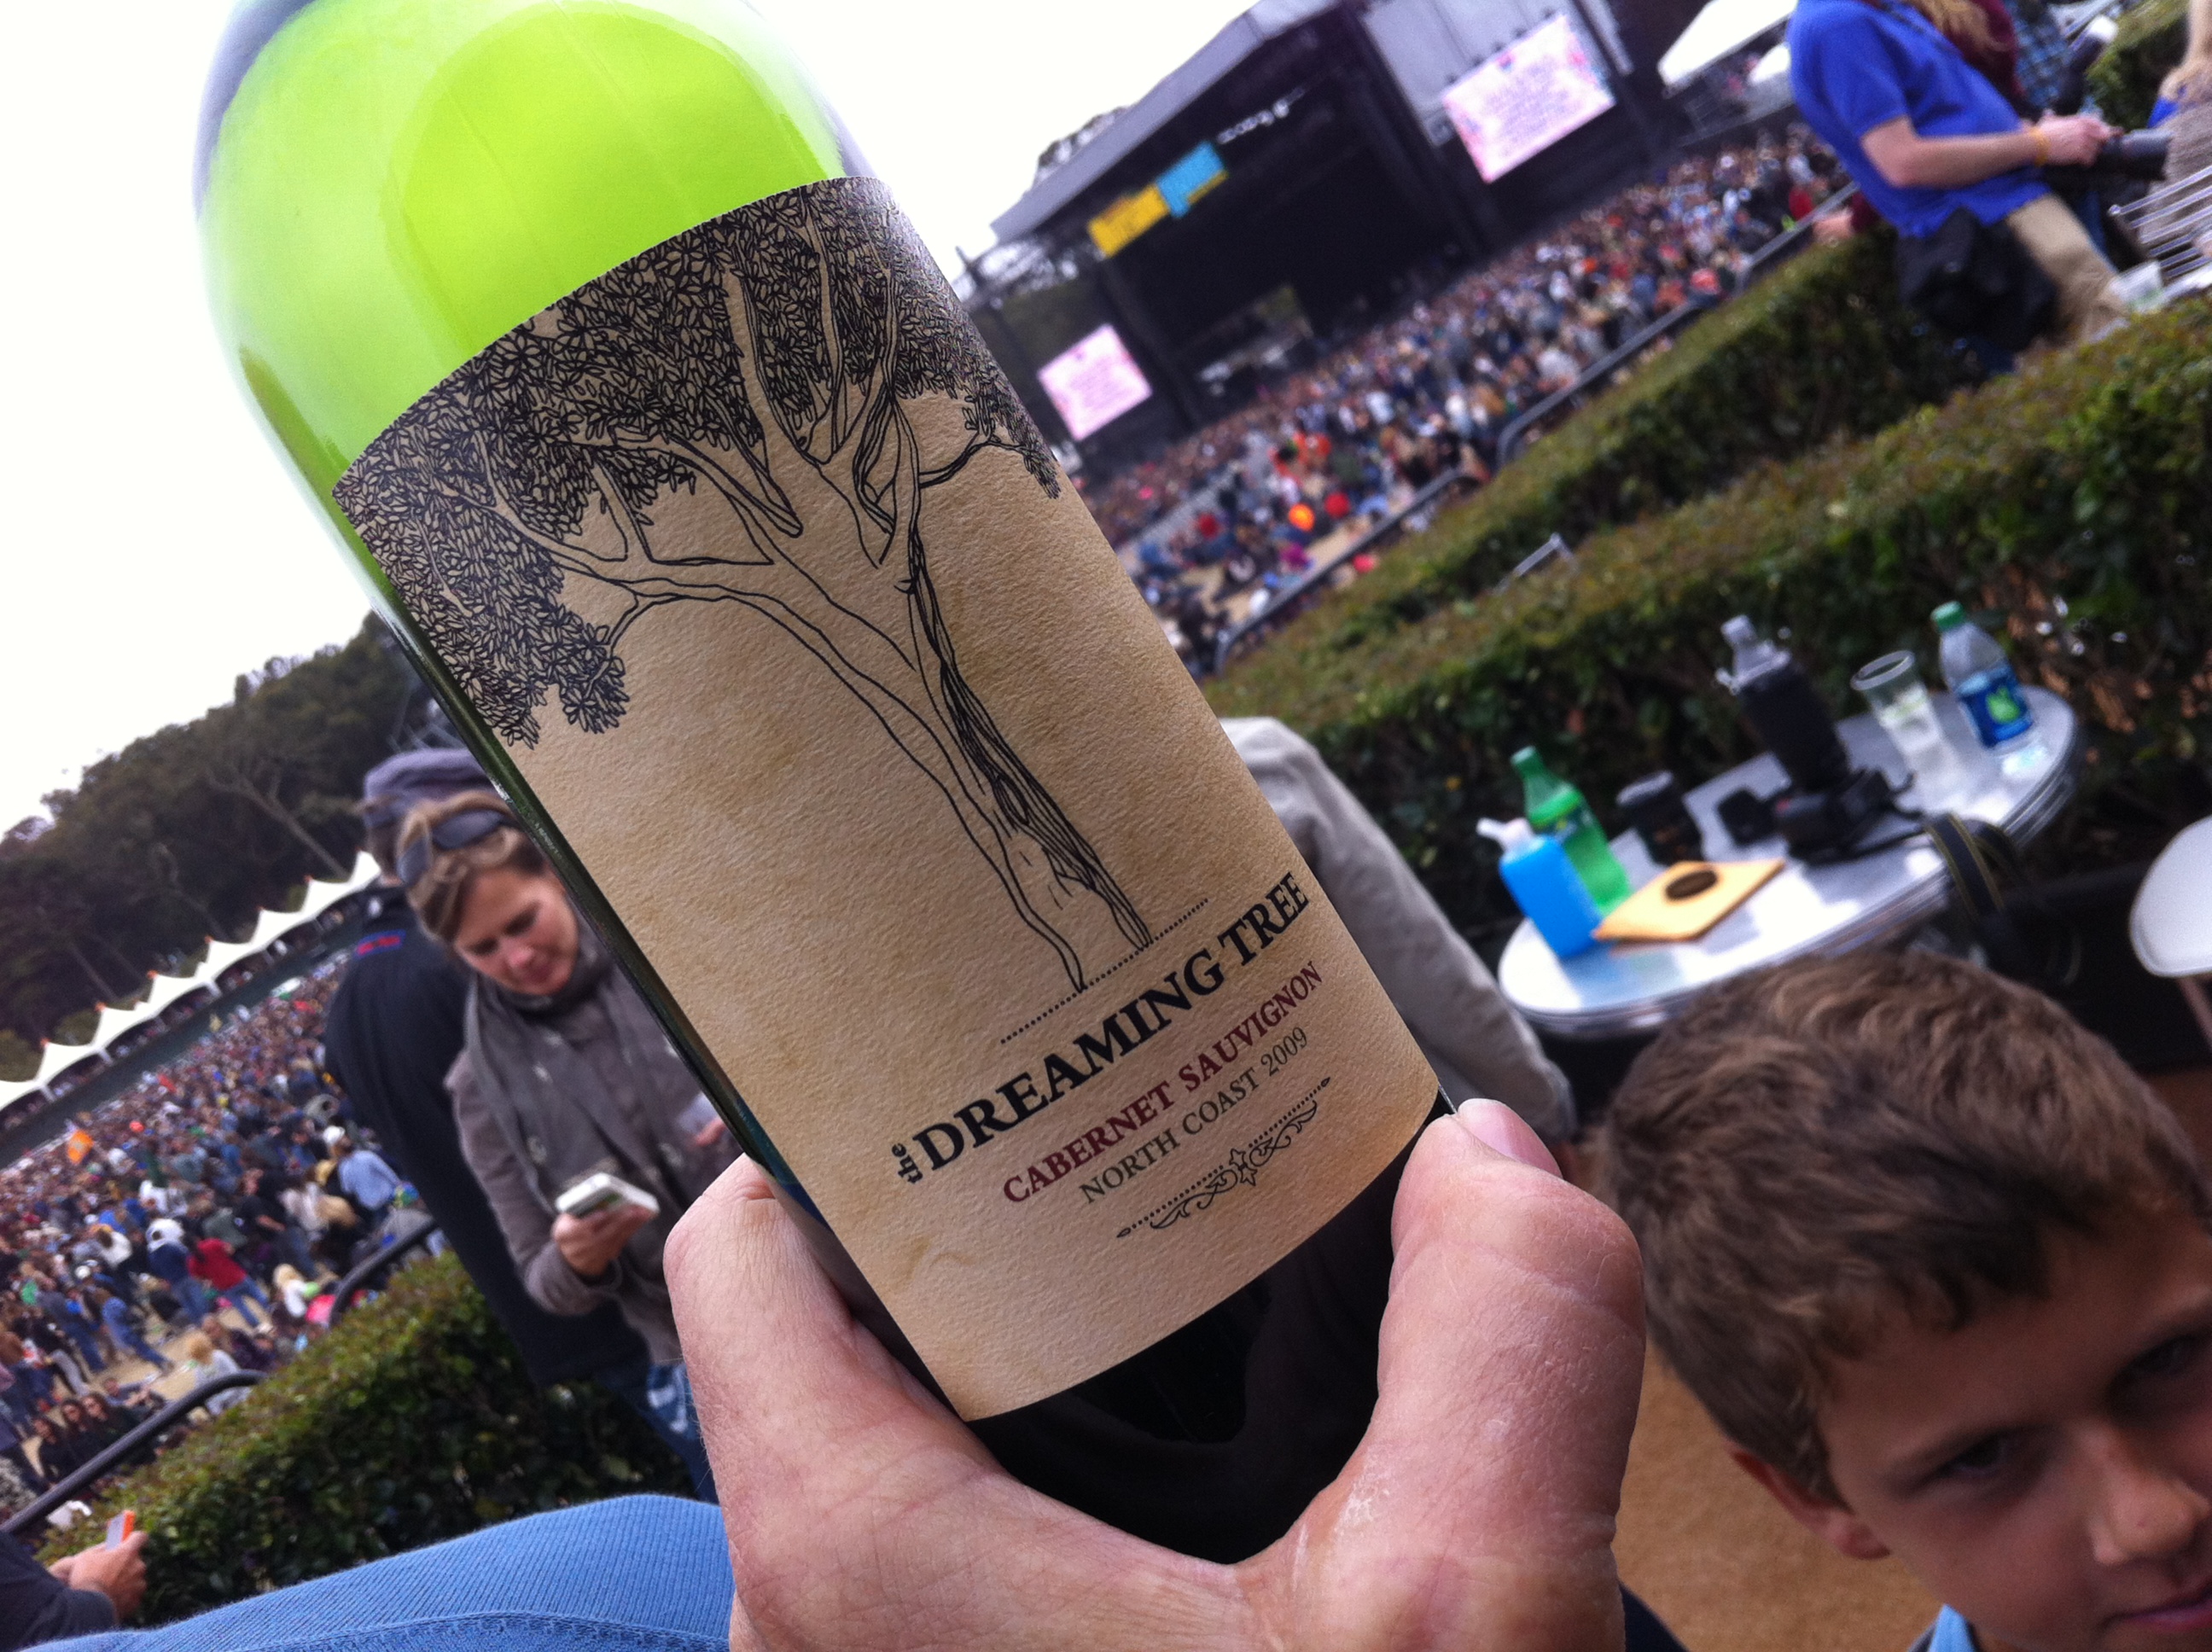 the DREAMING TREE
CABERNET SAUVIGNON
NORTH COAST 2009